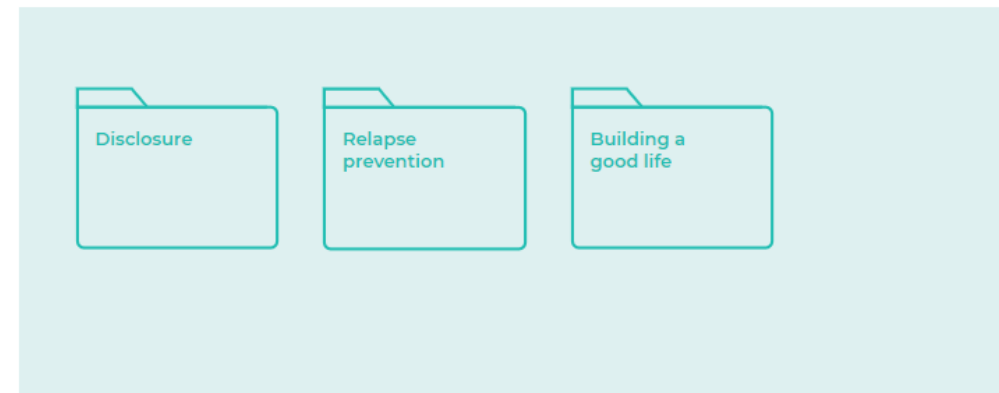 Disclosure
Relapse
prevention
Building a
good life